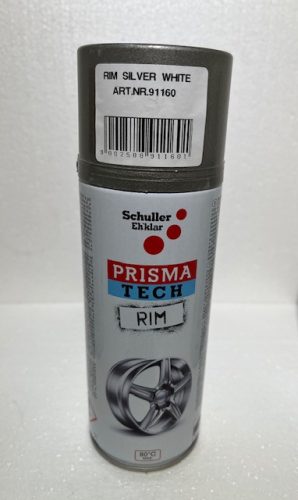 RIM SILVER WHITE
ART.NR.91160
Schuller
Eh'klar
PRISMA
TECH
RIM
80°C